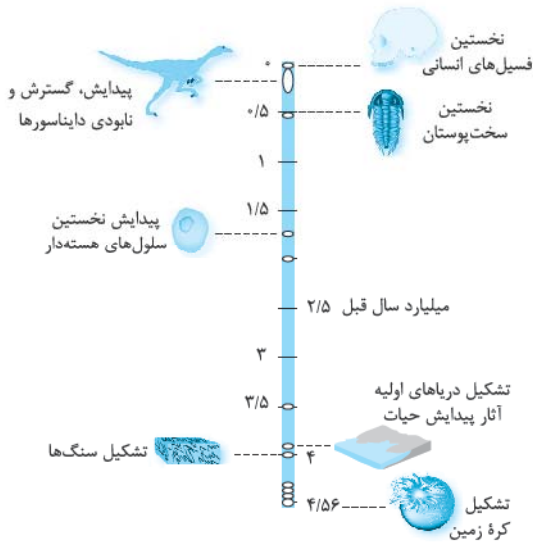 نخستین
فسیل‌های انسانی
۰
پیدایش، گسترش و
نابودی دایناسورها
نخستین
سخت‌پوستان
۰/۵
۱
۱/۵
پیدایش نخستین
سلول‌های هسته‌دار
۲/۵ میلیارد سال قبل
۳
۳/۵
تشکیل دریاهای اولیه
آثار پیدایش حیات
تشکیل سنگ‌ها
۴
۴/۵۶
تشکیل
کرهٔ زمین